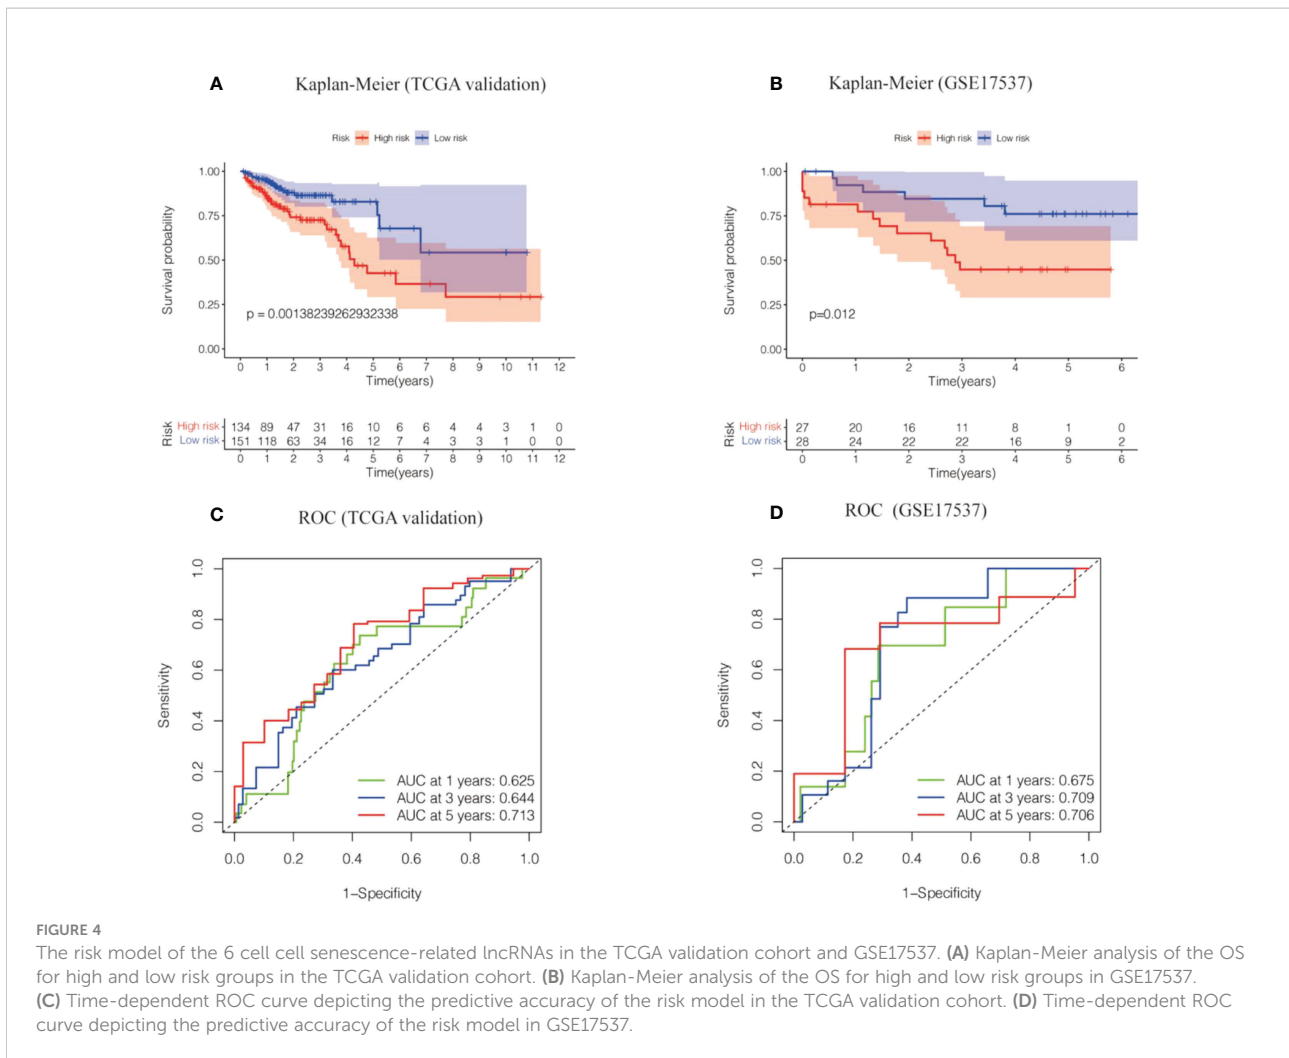 A
Kaplan-Meier (TCGA validation)
Risk High risk Low risk
Survival probability
1.00
0.75
0.50
0.25
0.00
p = 0.00138239262932338
0 1 2 3 4 5 6 7 8 9 10 11 12
Time(years)
Risk
High risk 134 89 47 31 16 10 6 6 4 4 3 1 0
Low risk 151 118 63 34 16 12 7 4 3 3 1 0 0
0 1 2 3 4 5 6 7 8 9 10 11 12
Time(years)
B
Kaplan-Meier (GSE17537)
Risk High risk Low risk
Survival probability
1.00
0.75
0.50
0.25
0.00
p=0.012
0 1 2 3 4 5 6
Time(years)
Risk
High risk 27 20 16 11 8 1 0
Low risk 28 24 22 22 16 9 2
0 1 2 3 4 5 6
Time(years)
C
ROC (TCGA validation)
Sensitivity
1.0
0.8
0.6
0.4
0.2
0.0
AUC at 1 years: 0.625
AUC at 3 years: 0.644
AUC at 5 years: 0.713
0.0 0.2 0.4 0.6 0.8 1.0
1–Specificity
D
ROC (GSE17537)
Sensitivity
1.0
0.8
0.6
0.4
0.2
0.0
AUC at 1 years: 0.675
AUC at 3 years: 0.709
AUC at 5 years: 0.706
0.0 0.2 0.4 0.6 0.8 1.0
1–Specificity
FIGURE 4
The risk model of the 6 cell cell senescence-related lncRNAs in the TCGA validation cohort and GSE17537. (A) Kaplan-Meier analysis of the OS
for high and low risk groups in the TCGA validation cohort. (B) Kaplan-Meier analysis of the OS for high and low risk groups in GSE17537.
(C) Time-dependent ROC curve depicting the predictive accuracy of the risk model in the TCGA validation cohort. (D) Time-dependent ROC
curve depicting the predictive accuracy of the risk model in GSE17537.